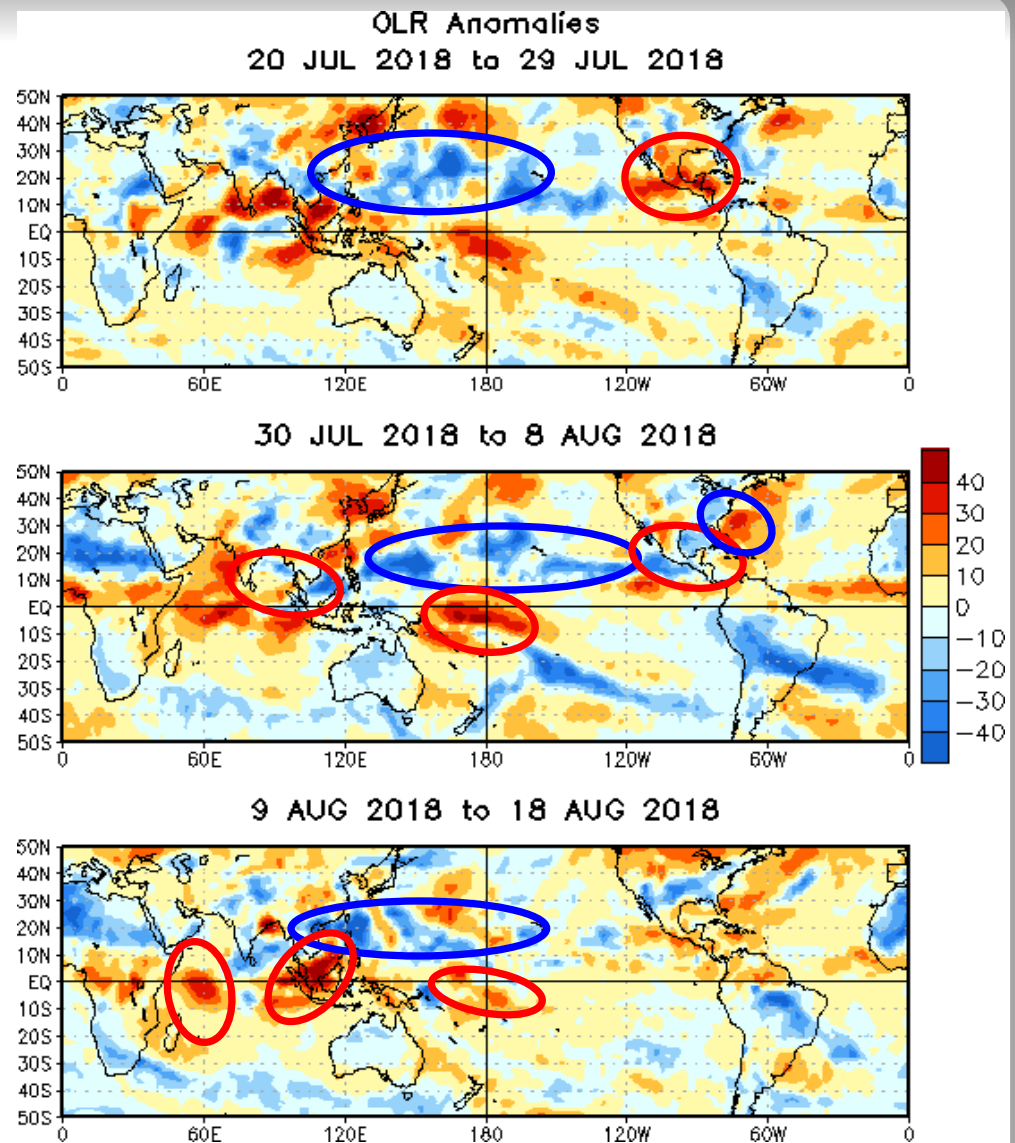 OLR Anomalies
20 JUL 2018 to 29 JUL 2018
50N
40N
30N
20N
10N
EQ
10S
20S
30S
40S
50S
0 60E 120E 180 120W 60W 0
30 JUL 2018 to 8 AUG 2018
50N
40N
30N
20N
10N
EQ
10S
20S
30S
40S
50S
0 60E 120E 180 120W 60W 0
40
30
20
10
0
-10
-20
-30
-40
9 AUG 2018 to 18 AUG 2018
50N
40N
30N
20N
10N
EQ
10S
20S
30S
40S
50S
0 60E 120E 180 120W 60W 0